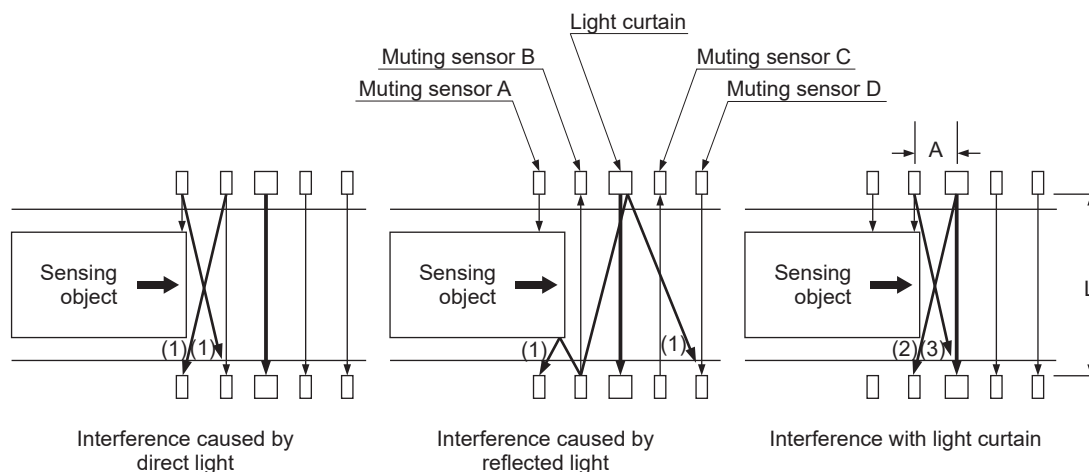 Light curtain
Muting sensor B
Muting sensor C
Muting sensor A
Muting sensor D
A
Sensing
object
(1)
(1)
Sensing
object
(1)
(1)
Sensing
object
(2)
(3)
L
Interference caused by
direct light
Interference caused by
reflected light
Interference with light curtain